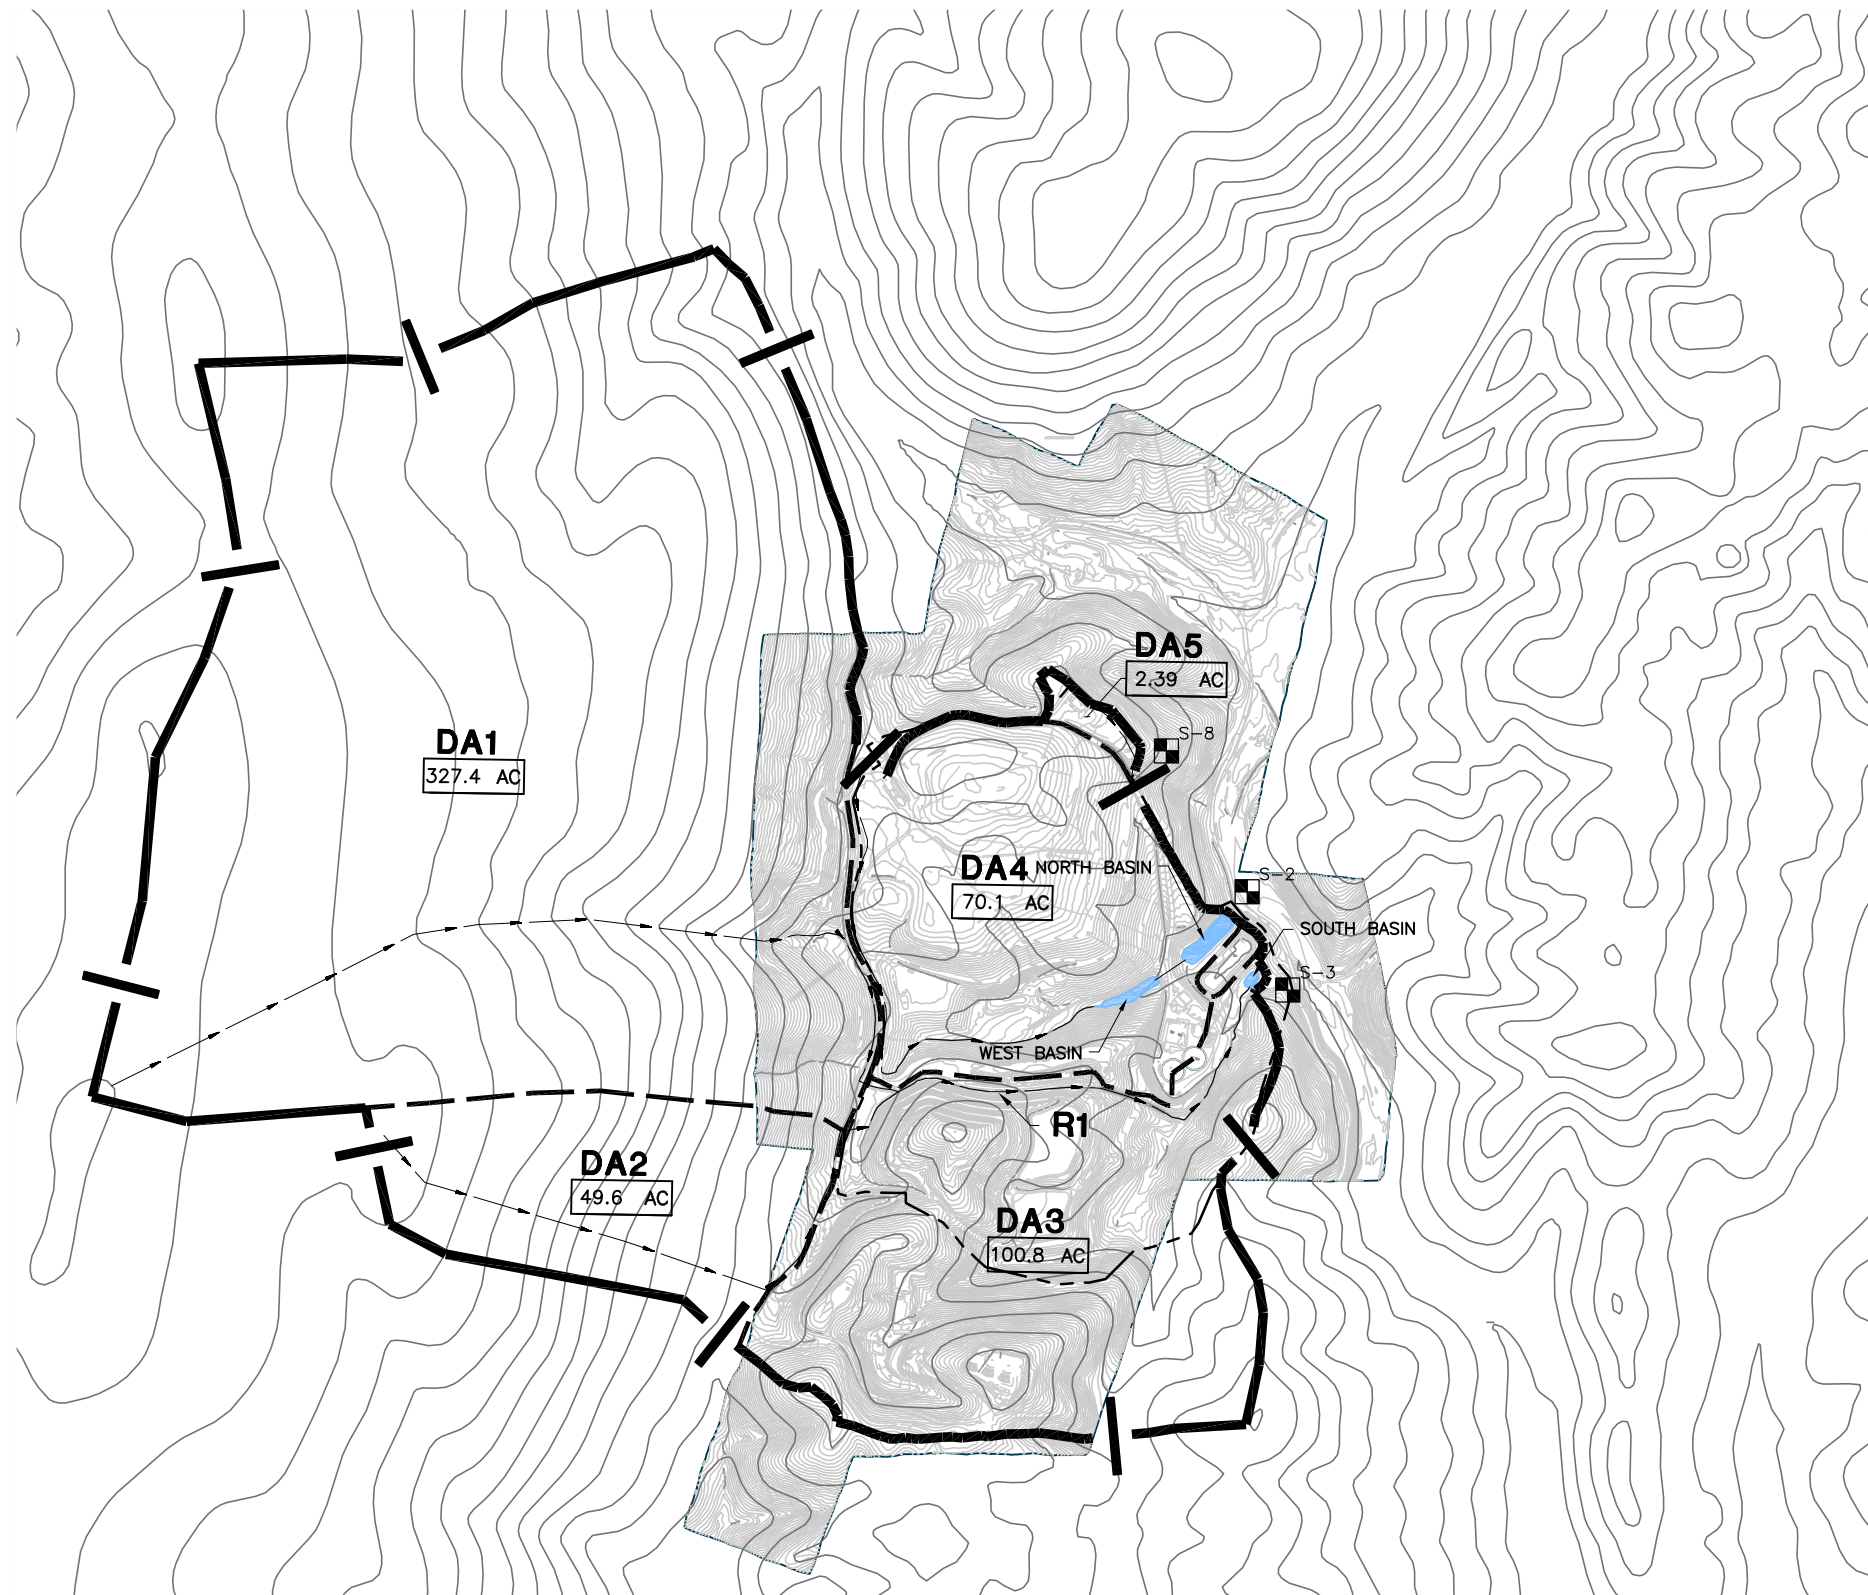 DA5
2.39 AC
S-8
DA1
327.4 AC
DA4
NORTH BASIN
70.1 AC
S-2
SOUTH BASIN
S-3
WEST BASIN
R1
DA2
49.6 AC
DA3
100.8 AC